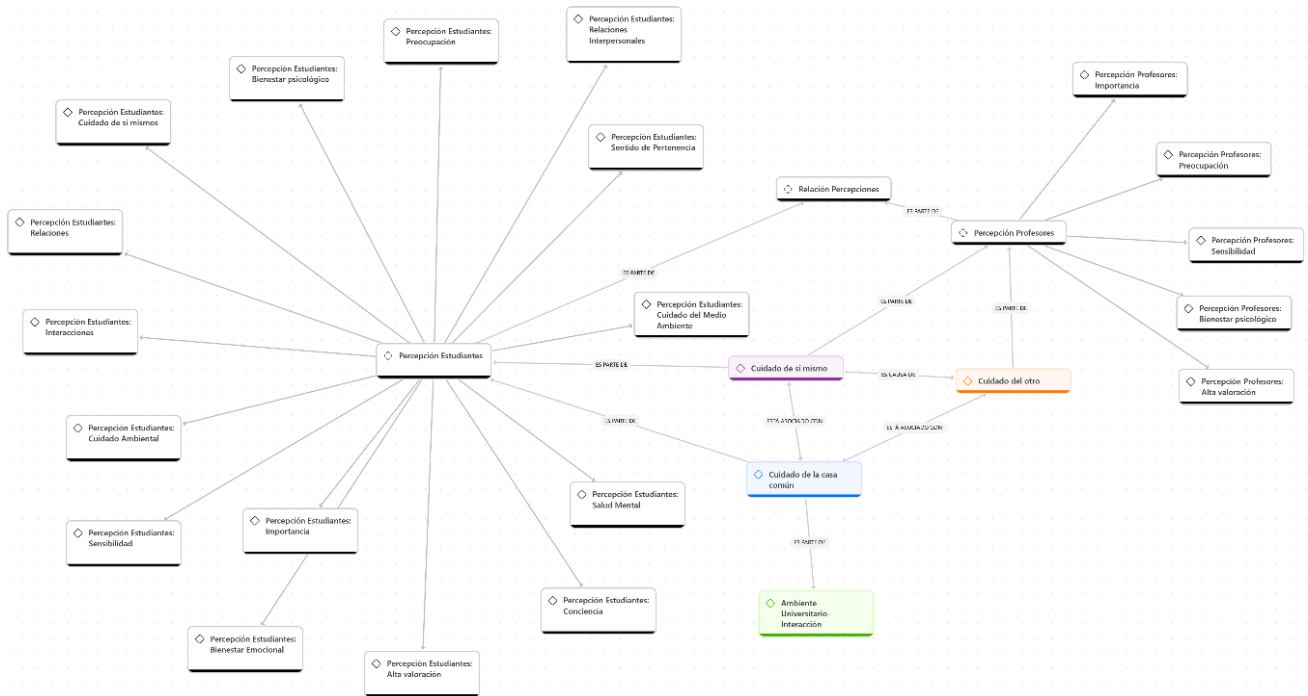 Percepción Estudiantes:
Relaciones
Interpersonales
Percepción Estudiantes:
Preocupación
Percepción Estudiantes:
Bienestar psicológico
Percepción Profesores:
Importancia
Percepción Estudiantes:
Cuidado de si mismos
Percepción Estudiantes:
Sentido de Pertenencia
Percepción Profesores:
Preocupación
Relación Percepciones
ES PARTE DE
Percepción Estudiantes:
Relaciones
Percepción Profesores
Percepción Profesores:
Sensibilidad
ES PARTE DE
Percepción Estudiantes:
Cuidado del Medio
Ambiente
ES PARTE DE
ES PARTE DE
Percepción Profesores:
Bienestar psicológico
Percepción Estudiantes:
Interacciones
Percepción Estudiantes
ES PARTE DE
Cuidado de si mismo
ES CAUSA DE
Cuidado del otro
Percepción Profesores:
Alta valoración
Percepción Estudiantes:
Cuidado Ambiental
ES PARTE DE
ESTÁ ASOCIADO CON
ESTÁ ASOCIADO CON
Cuidado de la casa
común
Percepción Estudiantes:
Salud Mental
Percepción Estudiantes:
Importancia
Percepción Estudiantes:
Sensibilidad
ES PARTE DE
Percepción Estudiantes:
Conciencia
Ambiente
Universitario-
Interacción
Percepción Estudiantes:
Bienestar Emocional
Percepción Estudiantes:
Alta valoración